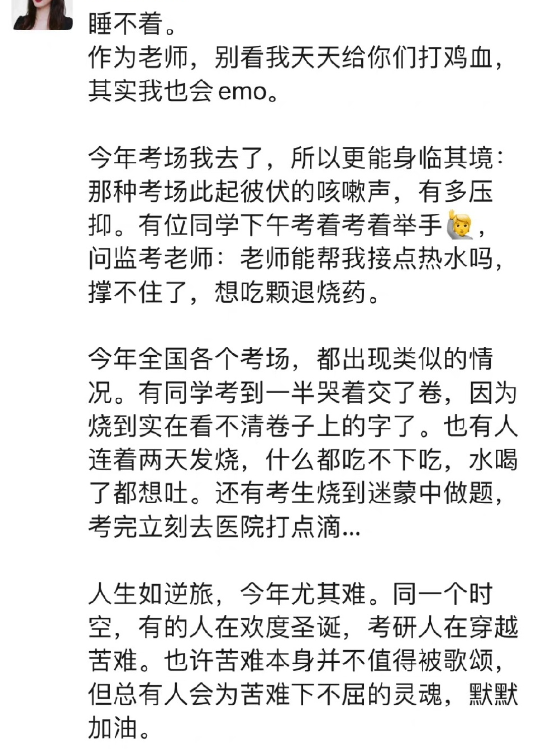 睡不着。
作为老师，别看我天天给你们打鸡血，
其实我也会emo。
今年考场我去了，所以更能身临其境：
那种考场此起彼伏的咳嗽声，有多压
抑。有位同学下午考着考着举手🙋，
问监考老师：老师能帮我接点热水吗，
撑不住了，想吃颗退烧药。
今年全国各个考场，都出现类似的情
况。有同学考到一半哭着交了卷，因为
烧到实在看不清卷子上的字了。也有人
连着两天发烧，什么都吃不下吃，水喝
了都想吐。还有考生烧到迷蒙中做题，
考完立刻去医院打点滴...
人生如逆旅，今年尤其难。同一个时
空，有的人在欢度圣诞，考研人在穿越
苦难。也许苦难本身并不值得被歌颂，
但总有人会为苦难下不屈的灵魂，默默
加油。